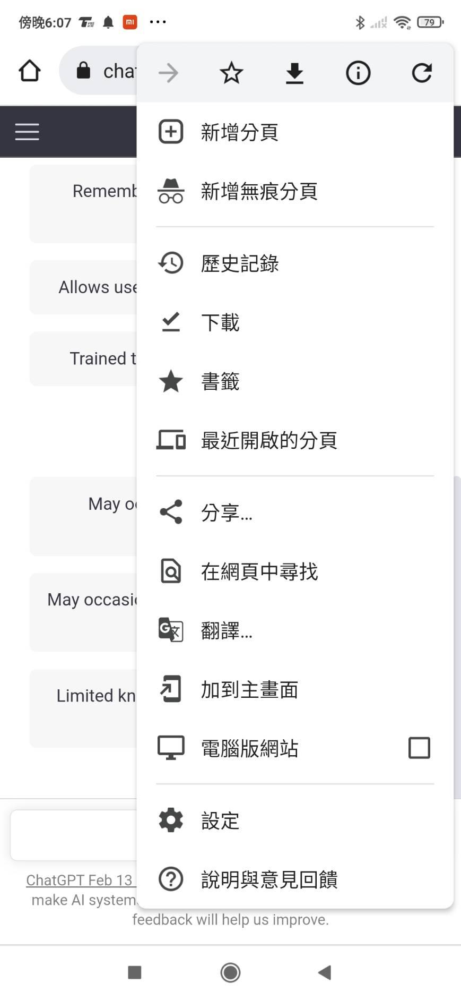 傍晚6:07
79
cha
新增分頁
新增無痕分頁
Rememb
歷史記錄
Allows use
下載
Trained t
書籤
最近開啟的分頁
May o
分享...
在網頁中尋找
May occasi
翻譯...
加到主畫面
Limited kn
電腦版網站
設定
ChatGPT Feb 13
說明與意見回饋
make AI system
feedback will help us improve.